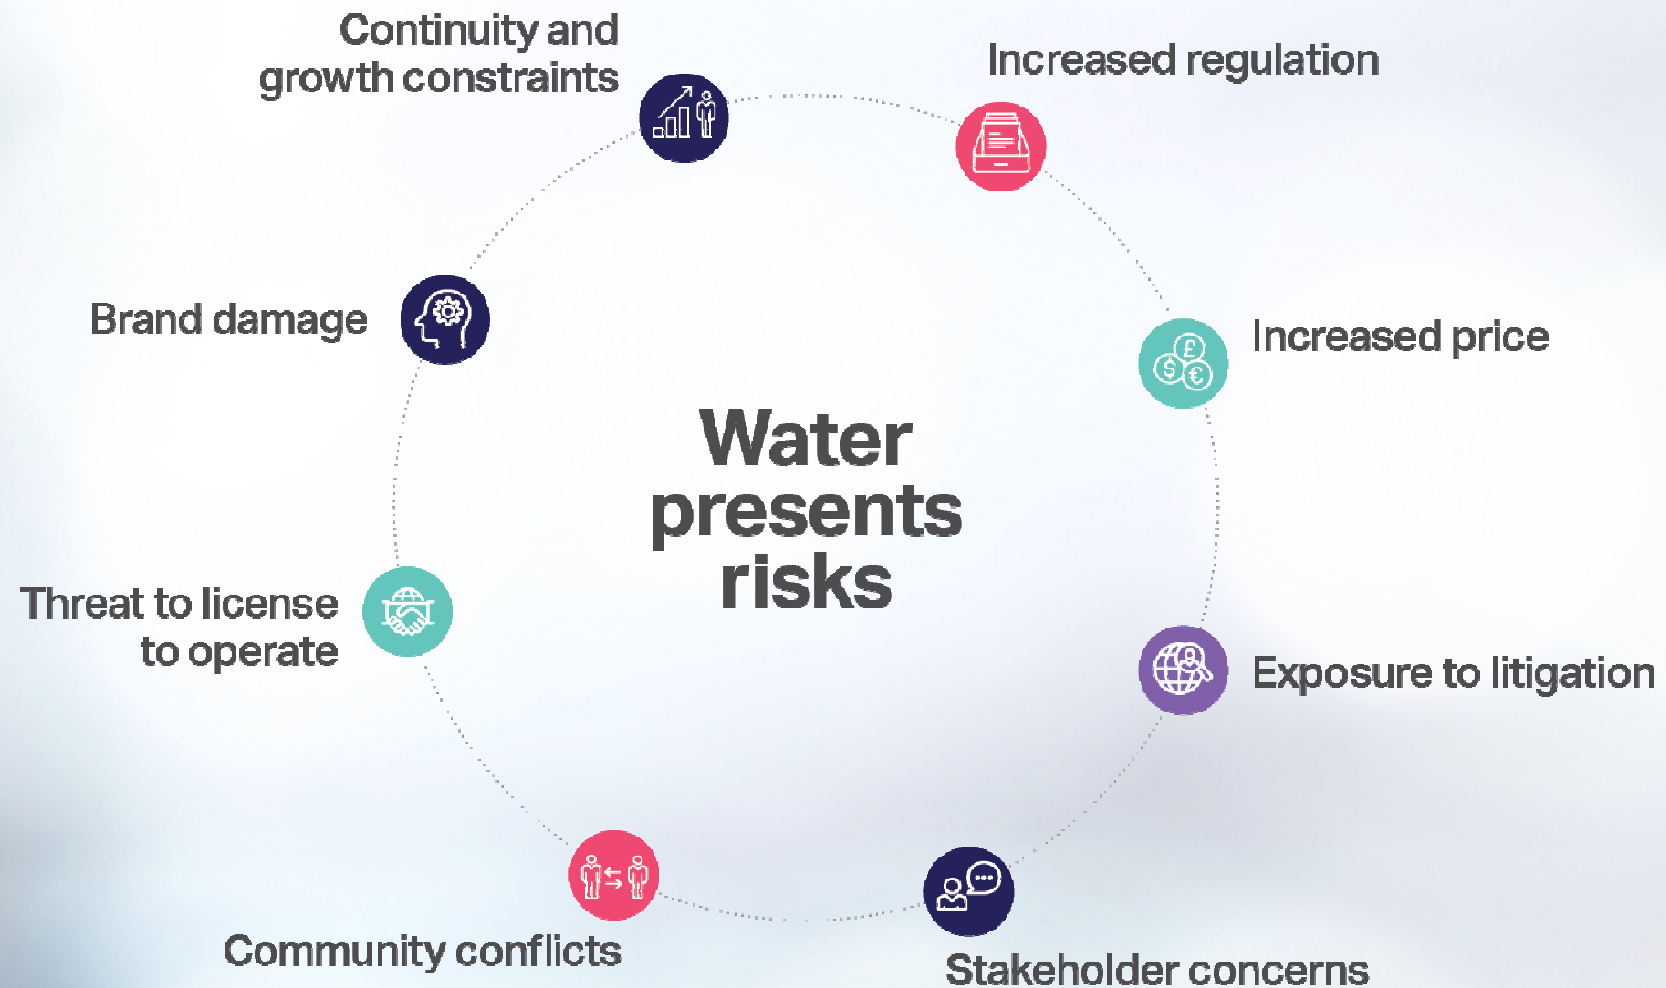 Continuity and
growth constraints
Increased regulation
Brand damage
Increased price
Water
presents
risks
Threat to license
to operate
Exposure to litigation
Community conflicts
Stakeholder concerns
£
$
€